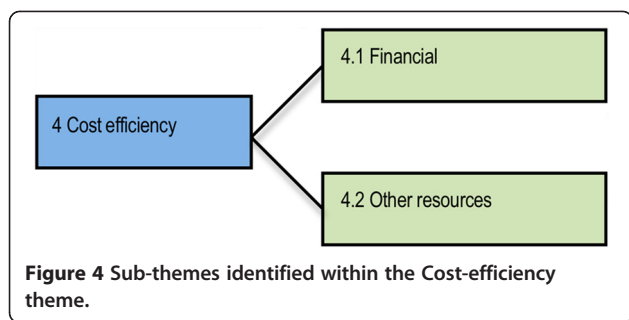 4.1 Financial
4 Cost efficiency
4.2 Other resources
Figure 4 Sub-themes identified within the Cost-efficiency
theme.